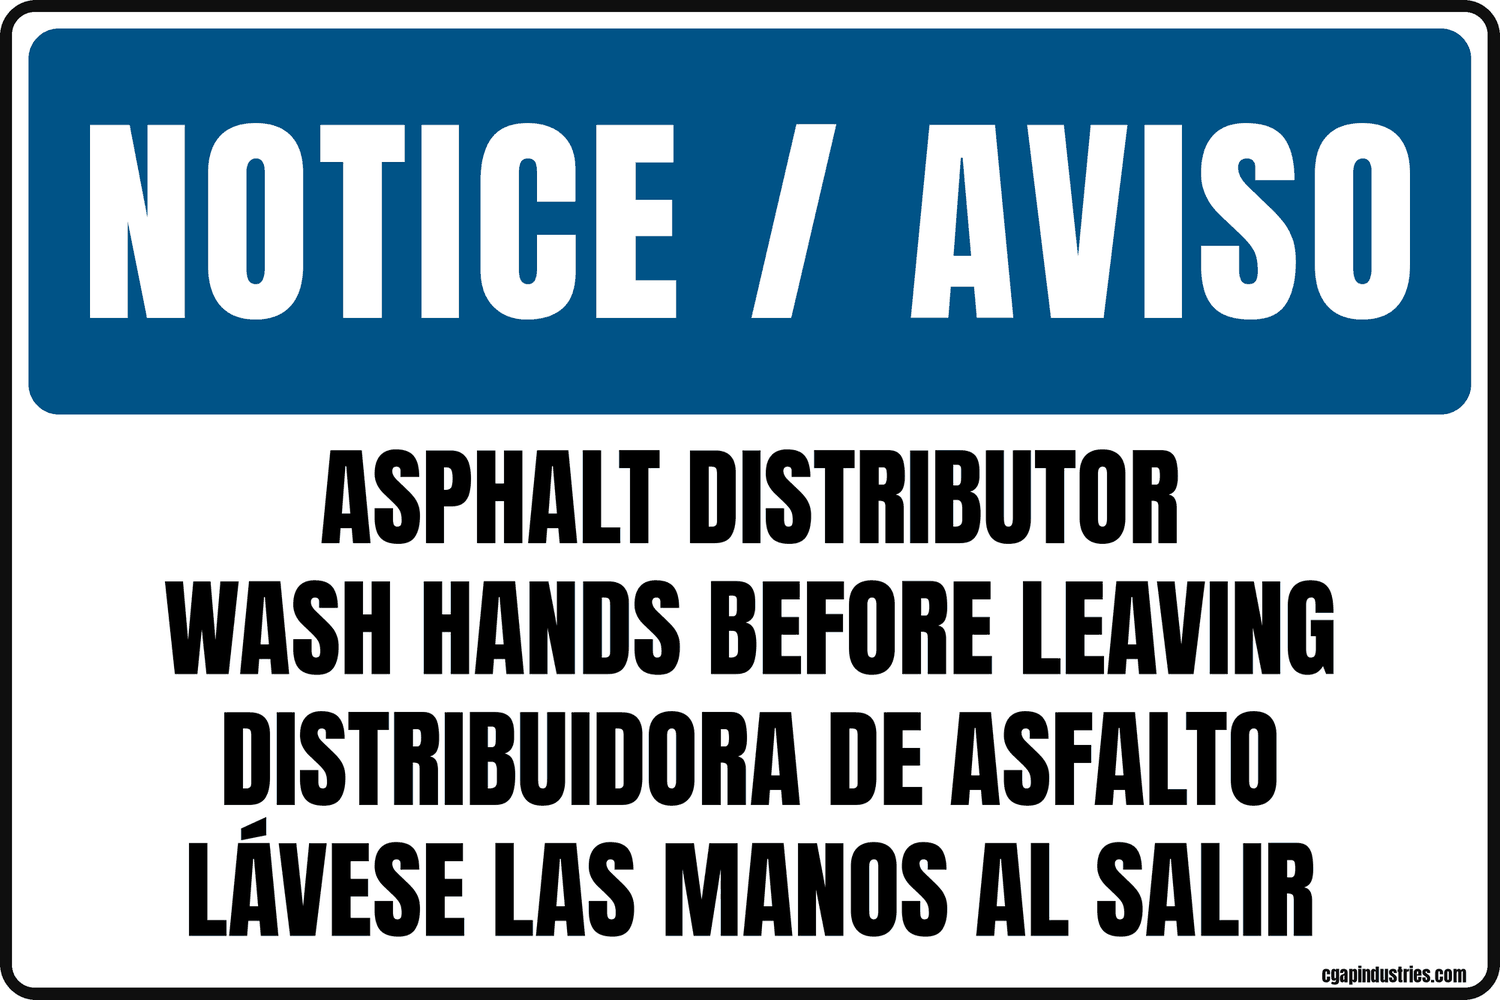 NOTICE / AVISO
ASPHALT DISTRIBUTOR
WASH HANDS BEFORE LEAVING
DISTRIBUIDORA DE ASFALTO
LÁVESE LAS MANOS AL SALIR
cgapindustries.com